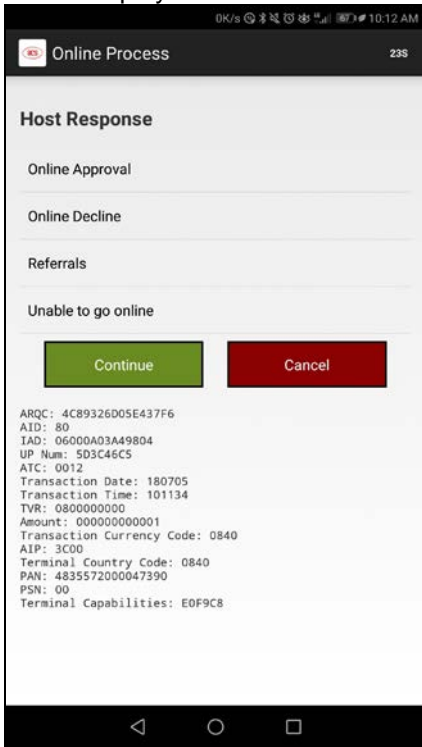 0K/s 67 10:12 AM
ACS Online Process 23S
Host Response
Online Approval
Online Decline
Referrals
Unable to go online
Continue Cancel
ARQC: 4C89326D05E437F6
AID: 80
IAD: 06000A03A49804
UP Num: 5D3C46C5
ATC: 0012
Transaction Date: 180705
Transaction Time: 101134
TVR: 0800000000
Amount: 000000000001
Transaction Currency Code: 0840
AIP: 3C00
Terminal Country Code: 0840
PAN: 4835572000047390
PSN: 00
Terminal Capabilities: E0F9C8